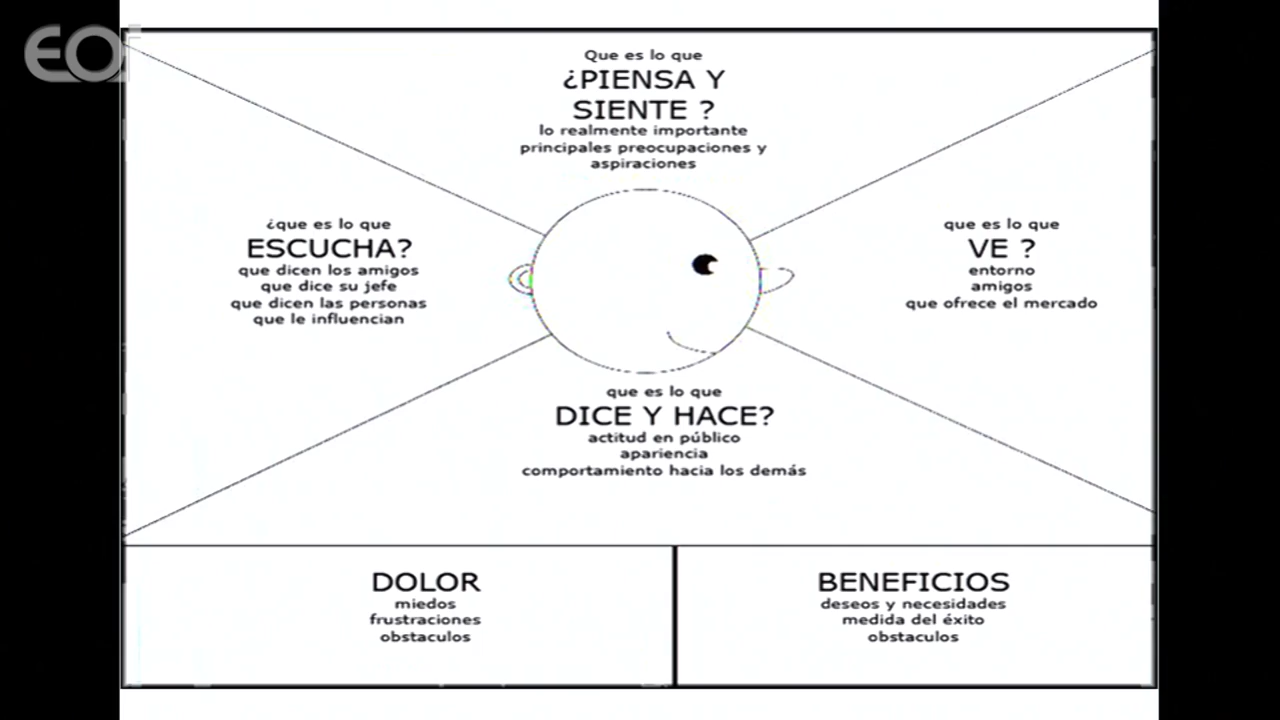 EOi
Que es lo que
¿PIENSA Y
SIENTE ?
lo realmente importante
principales preocupaciones y
aspiraciones
¿que es lo que
ESCUCHA?
que dicen los amigos
que dice su jefe
que dicen las personas
que le influencian
que es lo que
VE ?
entorno
amigos
que ofrece el mercado
que es lo que
DICE Y HACE?
actitud en público
apariencia
comportamiento hacia los demás
DOLOR
miedos
frustraciones
obstaculos
BENEFICIOS
deseos y necesidades
medida del éxito
obstaculos